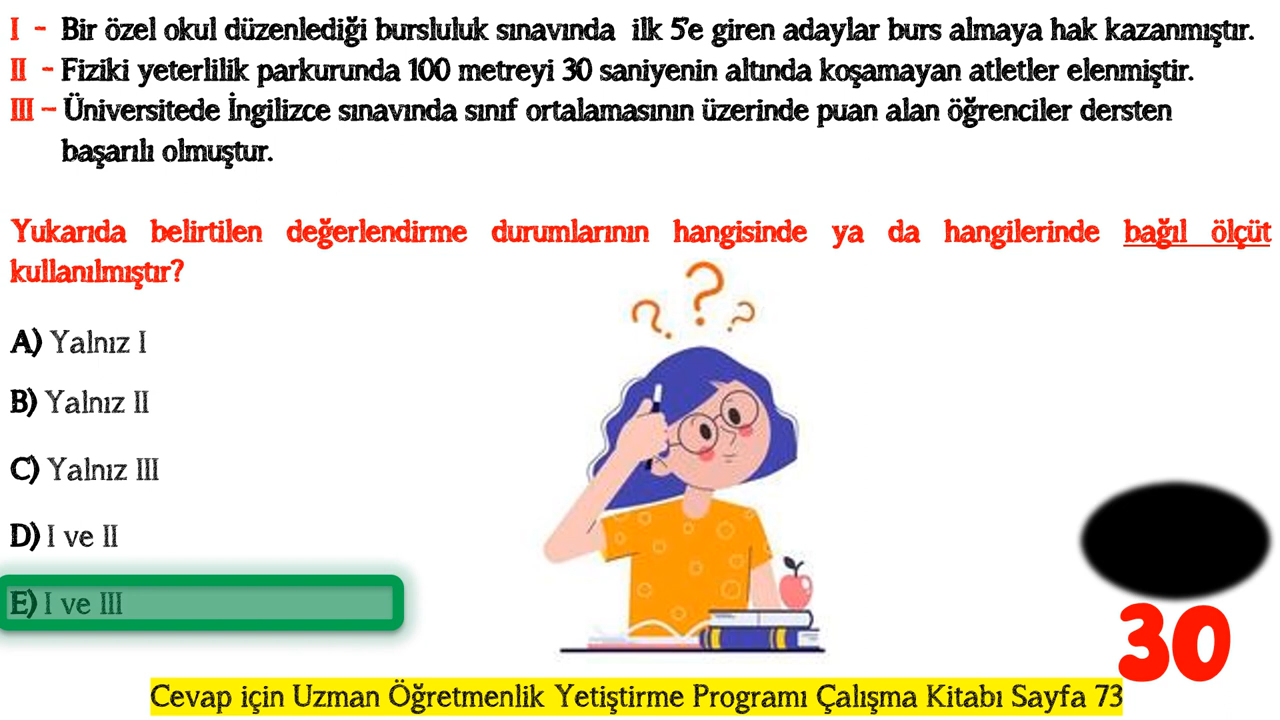 I - Bir özel okul düzenlediği bursluluk sınavında ilk 5'e giren adaylar burs almaya hak kazanmıştır.
II - Fiziki yeterlilik parkurunda 100 metreyi 30 saniyenin altında koşamayan atletler elenmiştir.
III - Üniversitede İngilizce sınavında sınıf ortalamasının üzerinde puan alan öğrenciler dersten
başarılı olmuştur.
Yukarıda belirtilen değerlendirme durumlarının hangisinde ya da hangilerinde bağıl ölçüt
kullanılmıştır?
A) Yalnız I
B) Yalnız II
C) Yalnız III
D) I ve II
E) I ve III
30
Cevap için Uzman Öğretmenlik Yetiştirme Programı Çalışma Kitabı Sayfa 73